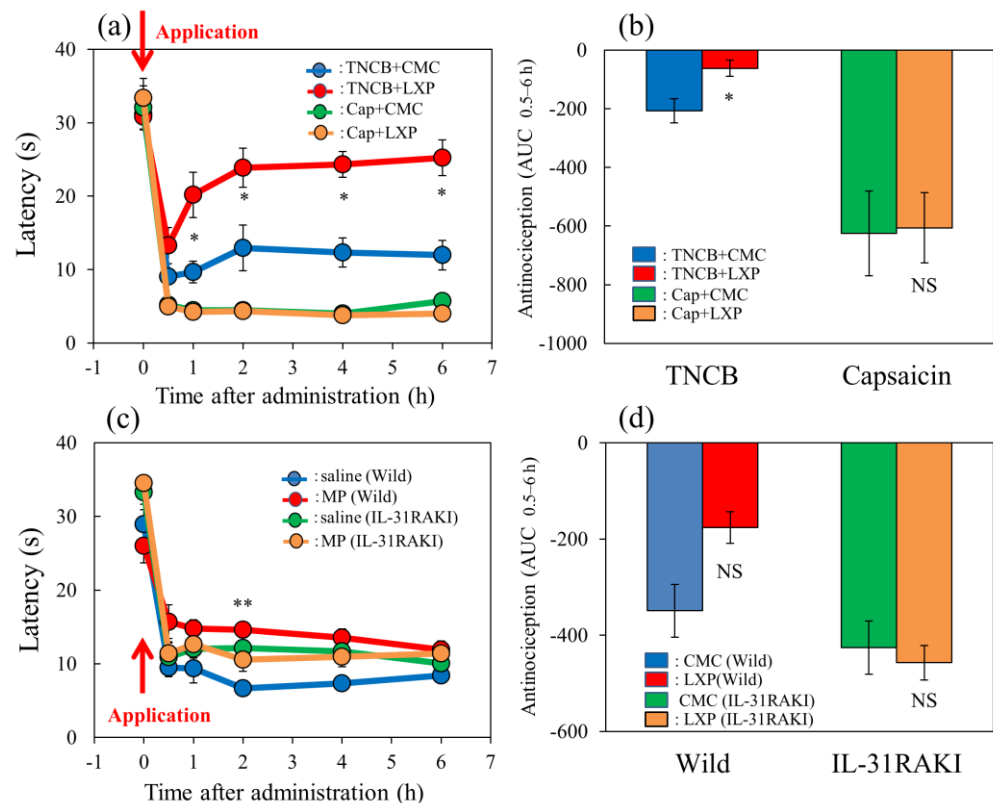 (a)
Application
: TNCB+CMC
: TNCB+LXP
: Cap+CMC
: Cap+LXP
*
*
*
*
Latency (s)
40
30
20
10
0
-1 0 1 2 3 4 5 6 7
Time after administration (h)
(b)
Antinociception (AUC 0.5–6 h)
0
-200
-400
-600
-800
-1000
*
NS
: TNCB+CMC
: TNCB+LXP
: Cap+CMC
: Cap+LXP
TNCB Capsaicin
(c)
: saline (Wild)
: MP (Wild)
: saline (IL-31RAKI)
: MP (IL-31RAKI)
**
Application
Latency (s)
40
30
20
10
0
-1 0 1 2 3 4 5 6 7
Time after administration (h)
(d)
Antinociception (AUC 0.5–6 h)
0
-200
-400
-600
NS
NS
: CMC (Wild)
: LXP(Wild)
CMC (IL-31RAKI)
: LXP (IL-31RAKI)
Wild IL-31RAKI